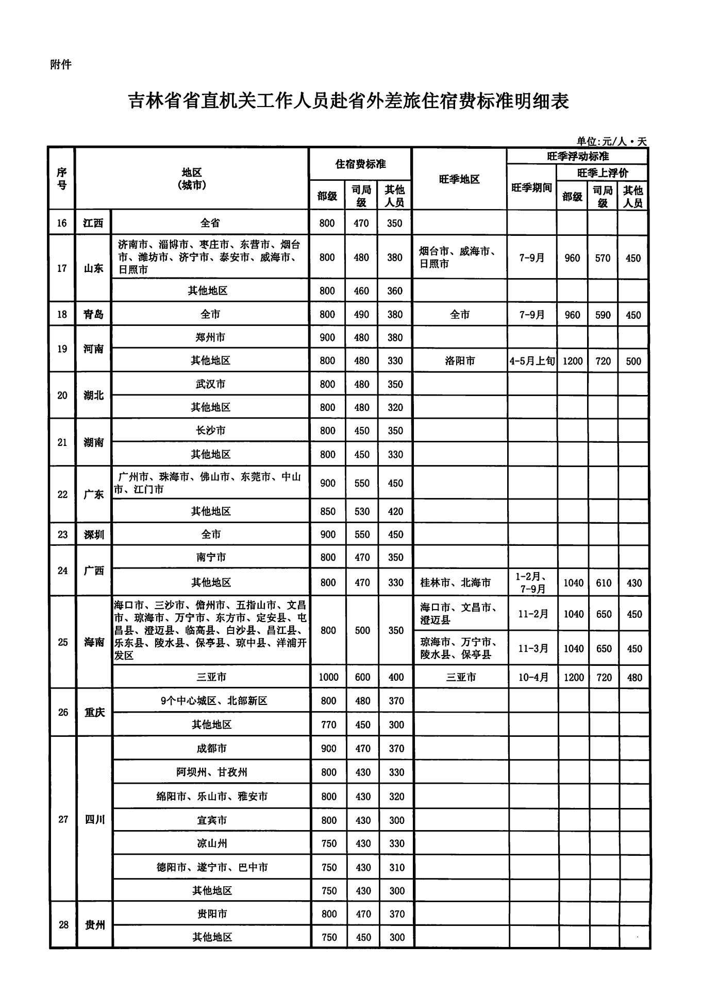 附件
吉林省省直机关工作人员赴省外差旅住宿费标准明细表
单位:元/人·天
序号 地区(城市) 住宿费标准 旺季地区 旺季浮动标准
旺季期间 旺季上浮价
部级 司局级 其他人员 部级 司局级 其他人员
16 江西 全省 800 470 350
17 山东 济南市、淄博市、枣庄市、东营市、烟台
市、潍坊市、济宁市、泰安市、威海市、
日照市 800 480 380 烟台市、威海市、
日照市 7-9月 960 570 450
其他地区 800 460 360
18 青岛 全市 800 490 380 全市 7-9月 960 590 450
19 河南 郑州市 900 480 380
其他地区 800 480 330 洛阳市 4-5月上旬 1200 720 500
20 湖北 武汉市 800 480 350
其他地区 800 480 320
21 湖南 长沙市 800 450 350
其他地区 800 450 330
22 广东 广州市、珠海市、佛山市、东莞市、中山
市、江门市 900 550 450
其他地区 850 530 420
23 深圳 全市 900 550 450
24 广西 南宁市 800 470 350
其他地区 800 470 330 桂林市、北海市 1-2月、
7-9月 1040 610 430
25 海南 海口市、三沙市、儋州市、五指山市、文昌
市、琼海市、万宁市、东方市、定安县、屯
昌县、澄迈县、临高县、白沙县、昌江县、
乐东县、陵水县、保亭县、琼中县、洋浦开
发区 800 500 350 海口市、文昌市、
澄迈县 11-2月 1040 650 450
琼海市、万宁市、
陵水县、保亭县 11-3月 1040 650 450
三亚市 1000 600 400 三亚市 10-4月 1200 720 480
26 重庆 9个中心城区、北部新区 800 480 370
其他地区 770 450 300
27 四川 成都市 900 470 370
阿坝州、甘孜州 800 430 330
绵阳市、乐山市、雅安市 800 430 320
宜宾市 800 430 300
凉山州 750 430 330
德阳市、遂宁市、巴中市 750 430 310
其他地区 750 430 300
28 贵州 贵阳市 800 470 370
其他地区 750 450 300